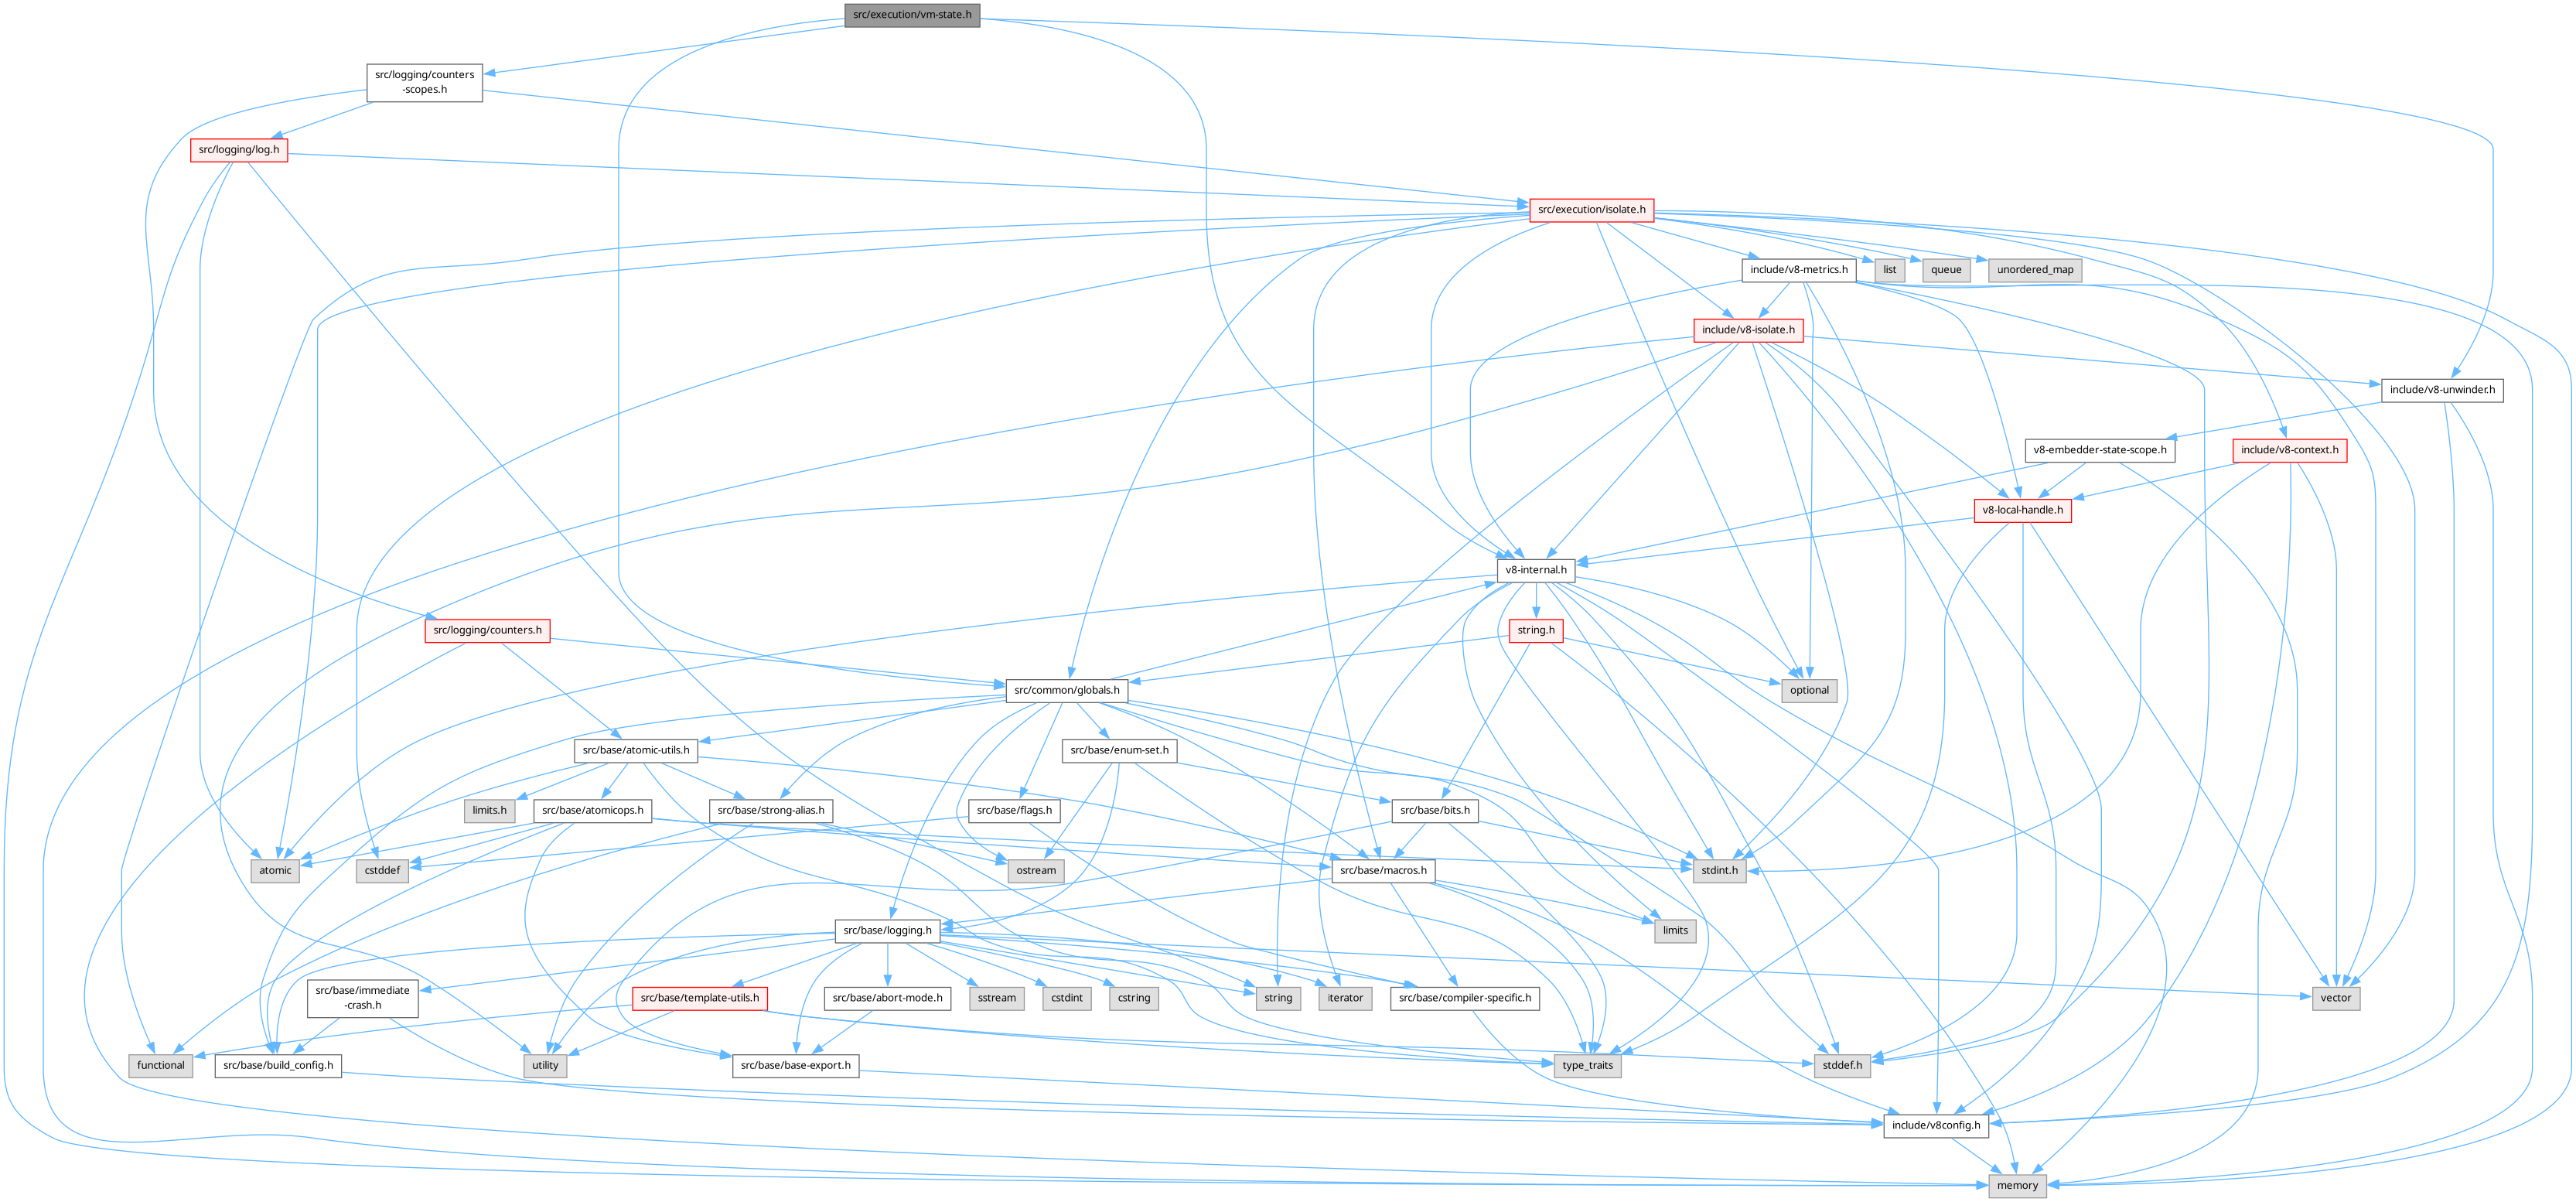 src/execution/vm-state.h
src/logging/counters
-scopes.h
src/logging/log.h
src/execution/isolate.h
include/v8-metrics.h
list
queue
unordered_map
include/v8-isolate.h
include/v8-unwinder.h
v8-embedder-state-scope.h
include/v8-context.h
v8-local-handle.h
v8-internal.h
src/logging/counters.h
string.h
src/common/globals.h
optional
src/base/atomic-utils.h
src/base/enum-set.h
limits.h
src/base/atomicops.h
src/base/strong-alias.h
src/base/flags.h
src/base/bits.h
atomic
cstddef
ostream
src/base/macros.h
stdint.h
src/base/logging.h
limits
src/base/immediate
-crash.h
src/base/template-utils.h
src/base/abort-mode.h
sstream
cstdint
cstring
string
iterator
src/base/compiler-specific.h
vector
functional
src/base/build_config.h
utility
src/base/base-export.h
type_traits
stddef.h
include/v8config.h
memory